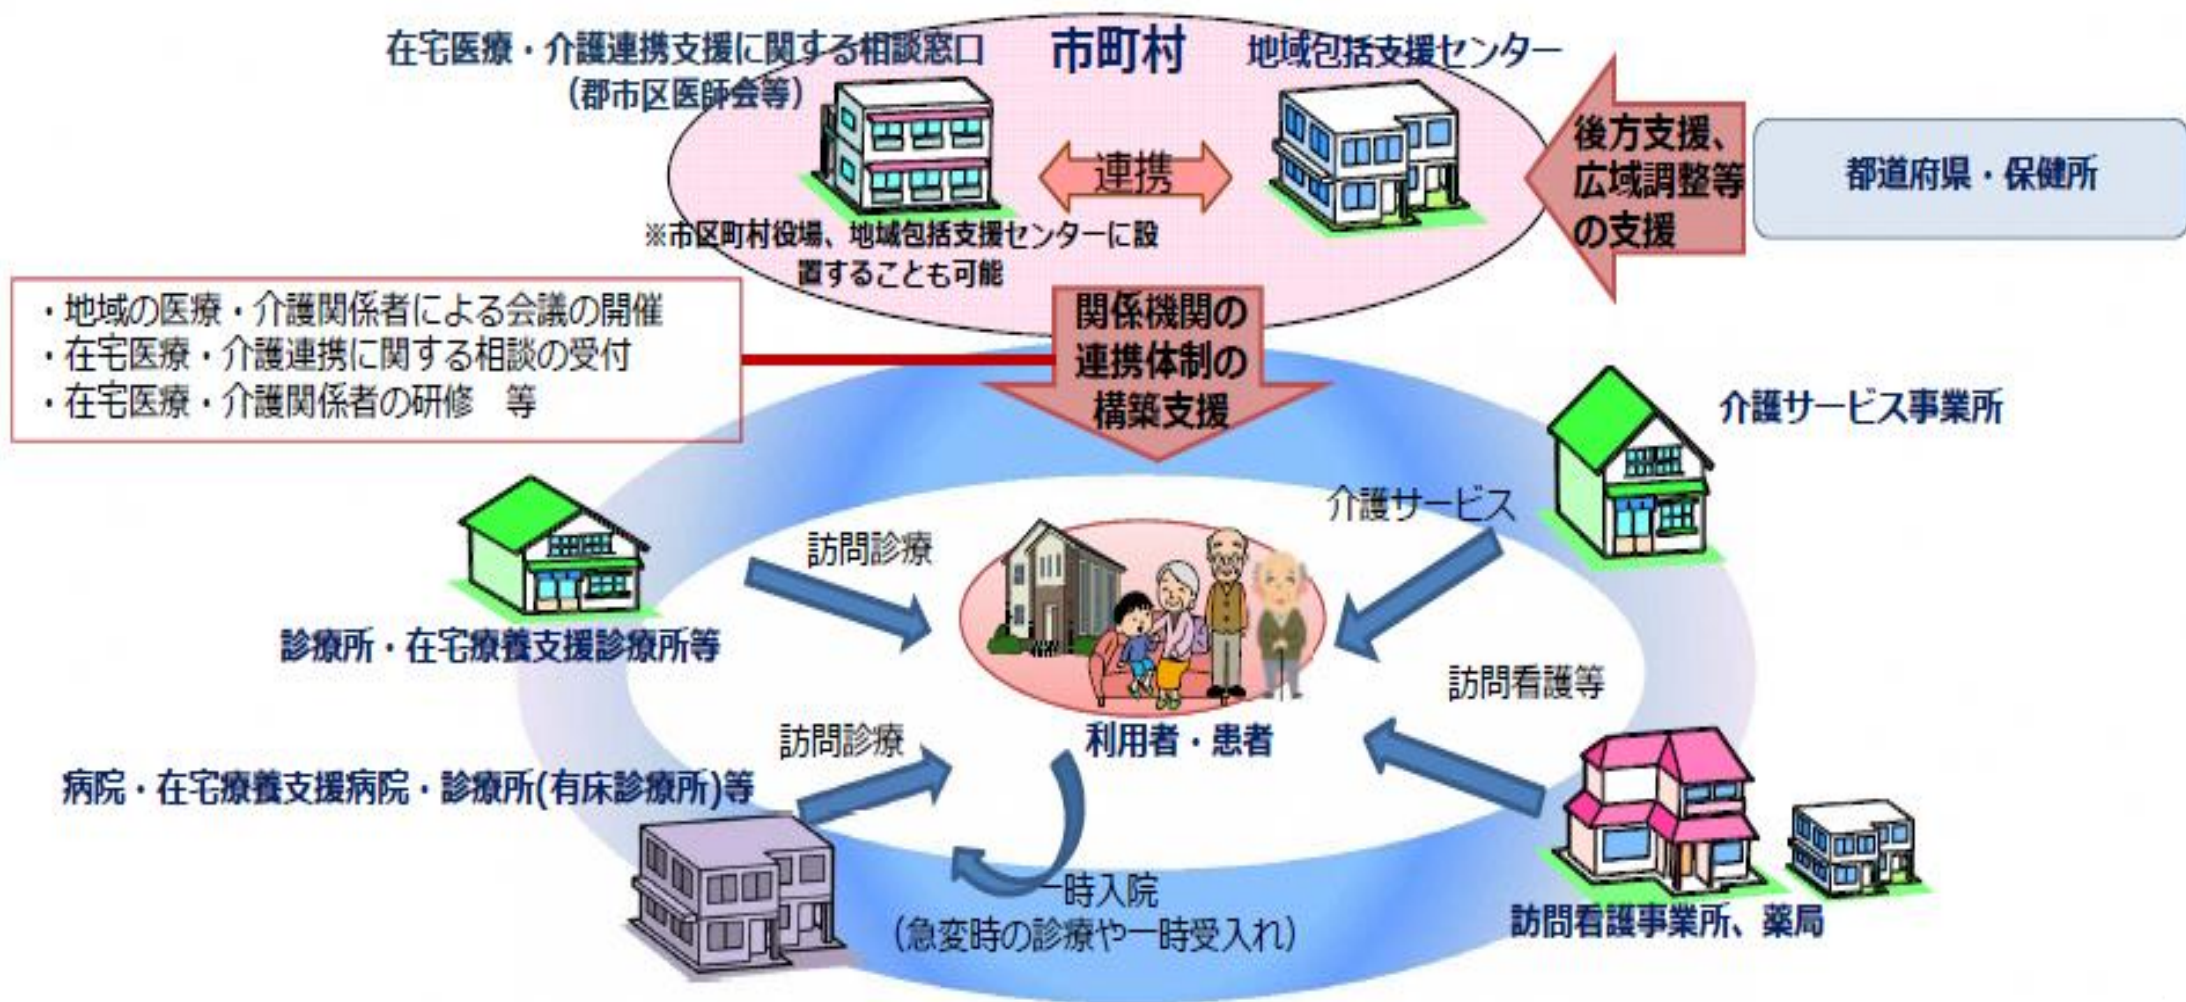 在宅医療・介護連携支援に関する相談窓口
（郡市区医師会等）
市町村
地域包括支援センター
連携
※市区町村役場、地域包括支援センターに設
置することも可能
後方支援、
広域調整等
の支援
都道府県・保健所
・地域の医療・介護関係者による会議の開催
・在宅医療・介護連携に関する相談の受付
・在宅医療・介護関係者の研修　等
関係機関の
連携体制の
構築支援
介護サービス事業所
介護サービス
訪問診療
診療所・在宅療養支援診療所等
訪問看護等
利用者・患者
訪問診療
病院・在宅療養支援病院・診療所(有床診療所)等
一時入院
（急変時の診療や一時受入れ）
訪問看護事業所、薬局